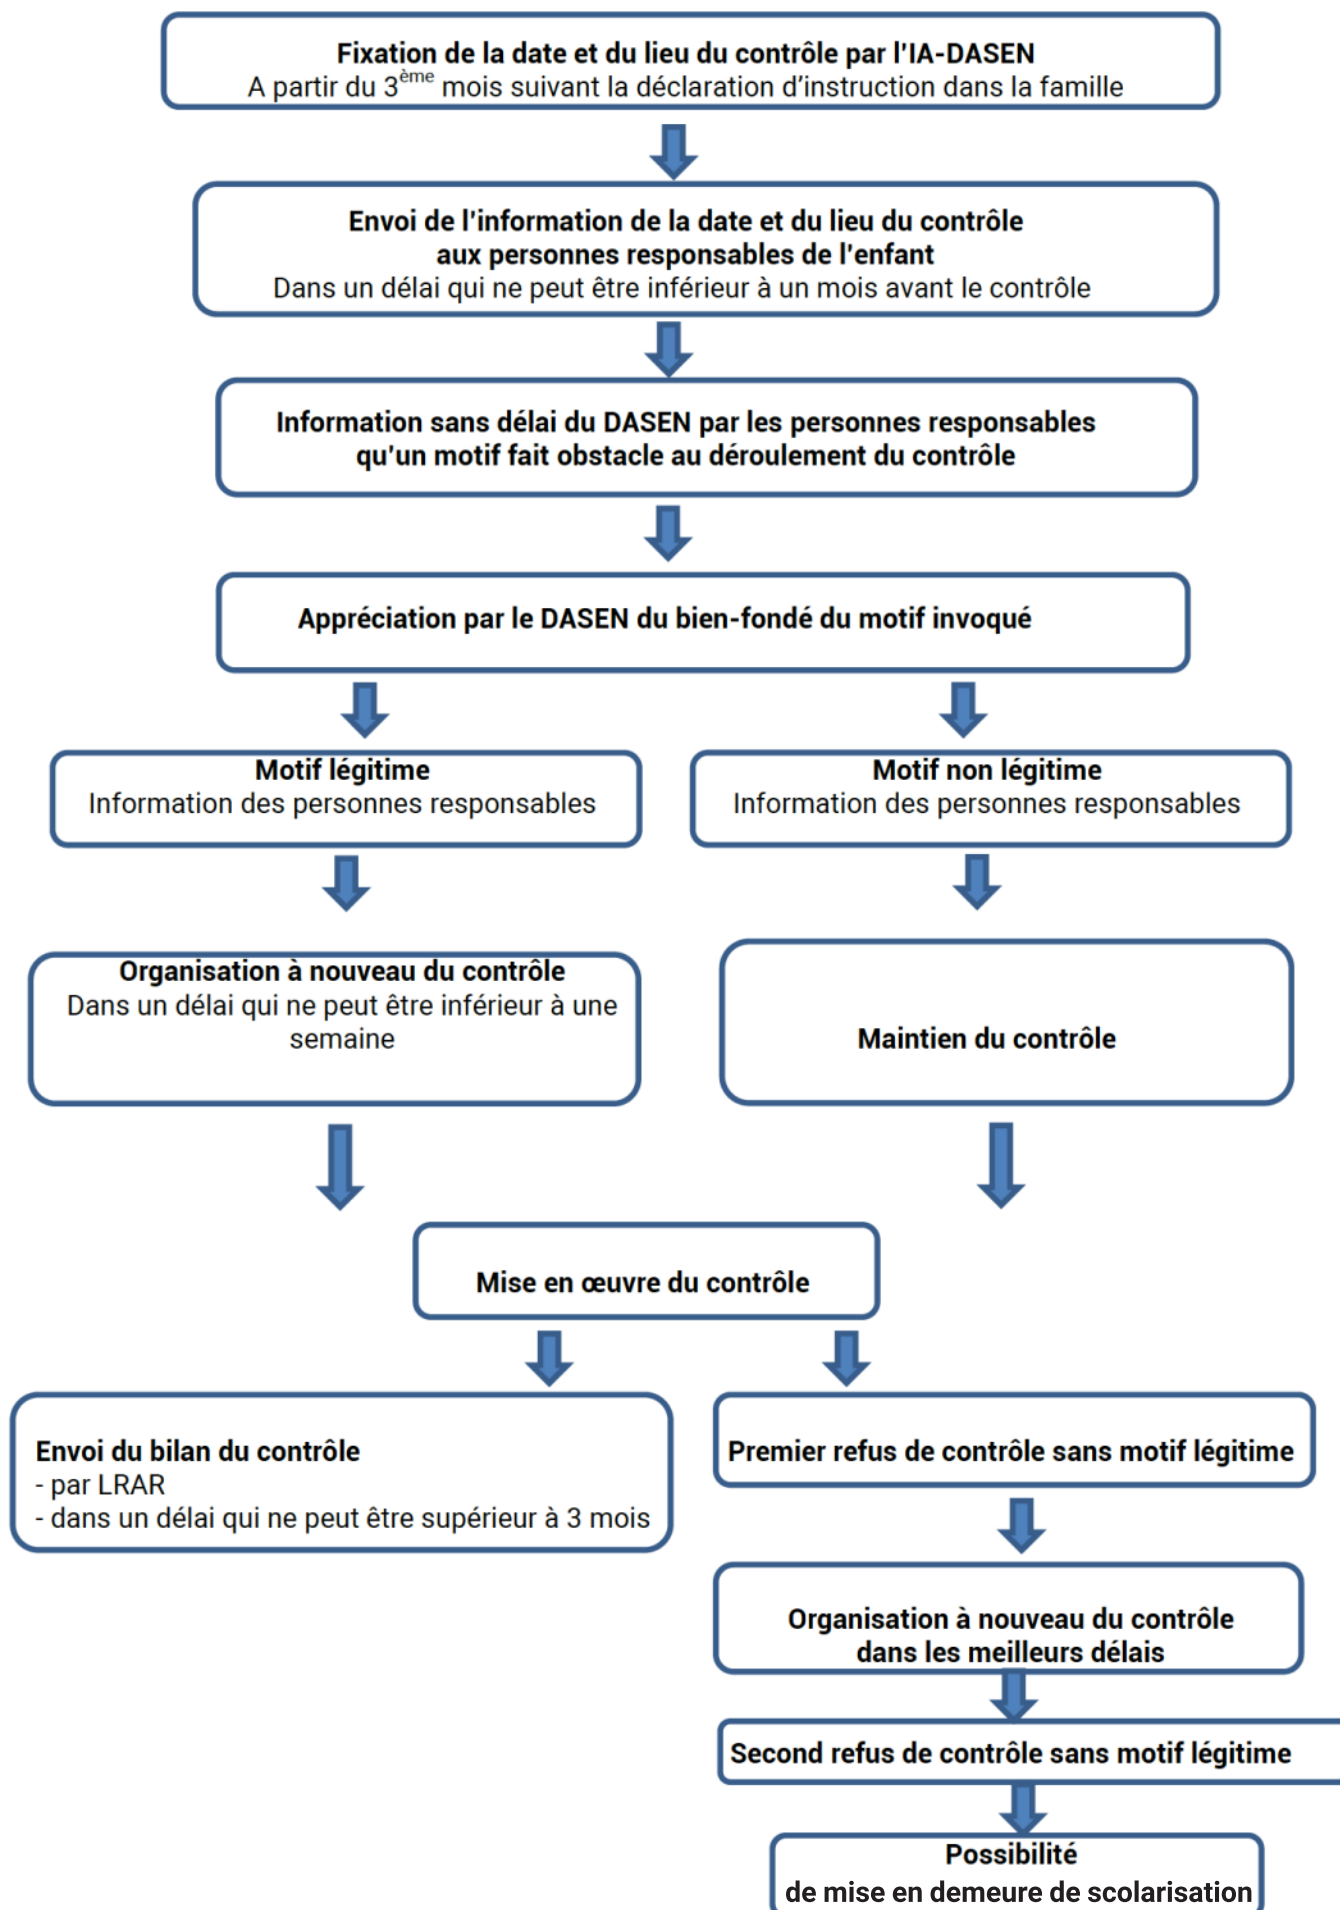 Fixation de la date et du lieu du contrôle par l'IA-DASEN
A partir du 3ème mois suivant la déclaration d'instruction dans la famille
Envoi de l'information de la date et du lieu du contrôle
aux personnes responsables de l'enfant
Dans un délai qui ne peut être inférieur à un mois avant le contrôle
Information sans délai du DASEN par les personnes responsables
qu'un motif fait obstacle au déroulement du contrôle
Appréciation par le DASEN du bien-fondé du motif invoqué
Motif légitime
Information des personnes responsables
Motif non légitime
Information des personnes responsables
Organisation à nouveau du contrôle
Dans un délai qui ne peut être inférieur à une
semaine
Maintien du contrôle
Mise en œuvre du contrôle
Envoi du bilan du contrôle
- par LRAR
- dans un délai qui ne peut être supérieur à 3 mois
Premier refus de contrôle sans motif légitime
Organisation à nouveau du contrôle
dans les meilleurs délais
Second refus de contrôle sans motif légitime
Possibilité
de mise en demeure de scolarisation